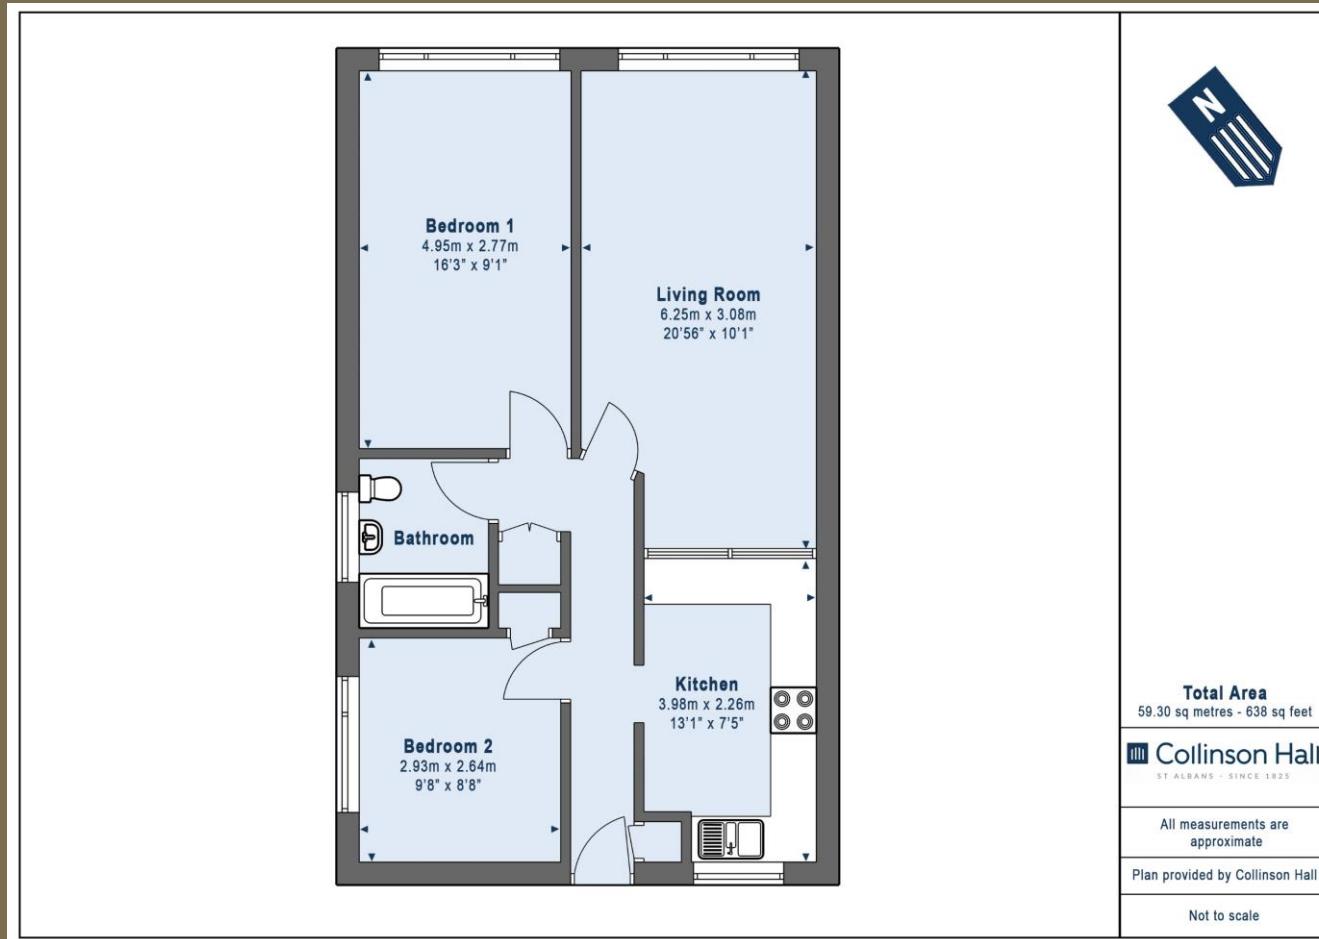 N
Bedroom 1
4.95m x 2.77m
16'3" x 9'1"
Living Room
6.25m x 3.08m
20'56" x 10'1"
Bathroom
Kitchen
3.98m x 2.26m
13'1" x 7'5"
Bedroom 2
2.93m x 2.64m
9'8" x 8'8"
Total Area
59.30 sq metres - 638 sq feet
Collinson Hall
ST ALBANS - SINCE 1825
All measurements are
approximate
Plan provided by Collinson Hall
Not to scale